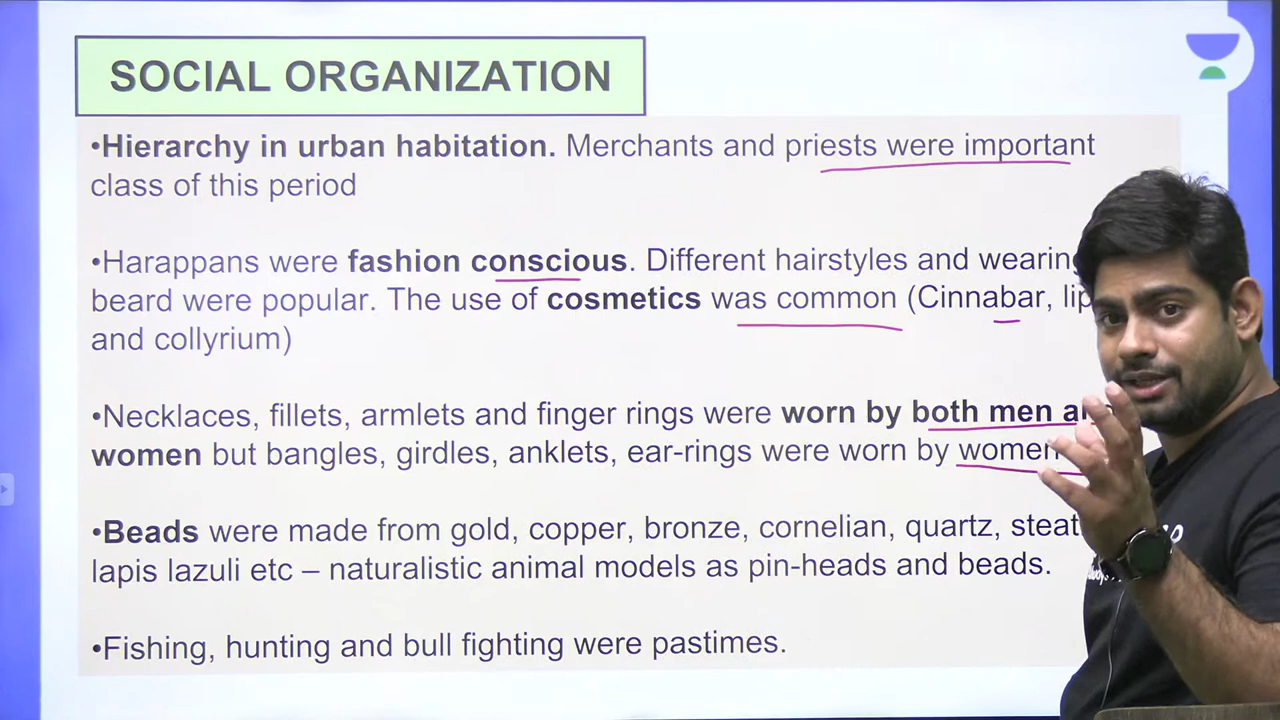 SOCIAL ORGANIZATION
•Hierarchy in urban habitation. Merchants and priests were important
class of this period
•Harappans were fashion conscious. Different hairstyles and wearing
beard were popular. The use of cosmetics was common (Cinnabar,
and collyrium)
•Necklaces, fillets, armlets and finger rings were worn by both men
women but bangles, girdles, anklets, ear-rings were worn by women
•Beads were made from gold, copper, bronze, cornelian, quartz,
lapis lazuli etc – naturalistic animal models as pin-heads and beads.
•Fishing, hunting and bull fighting were pastimes.